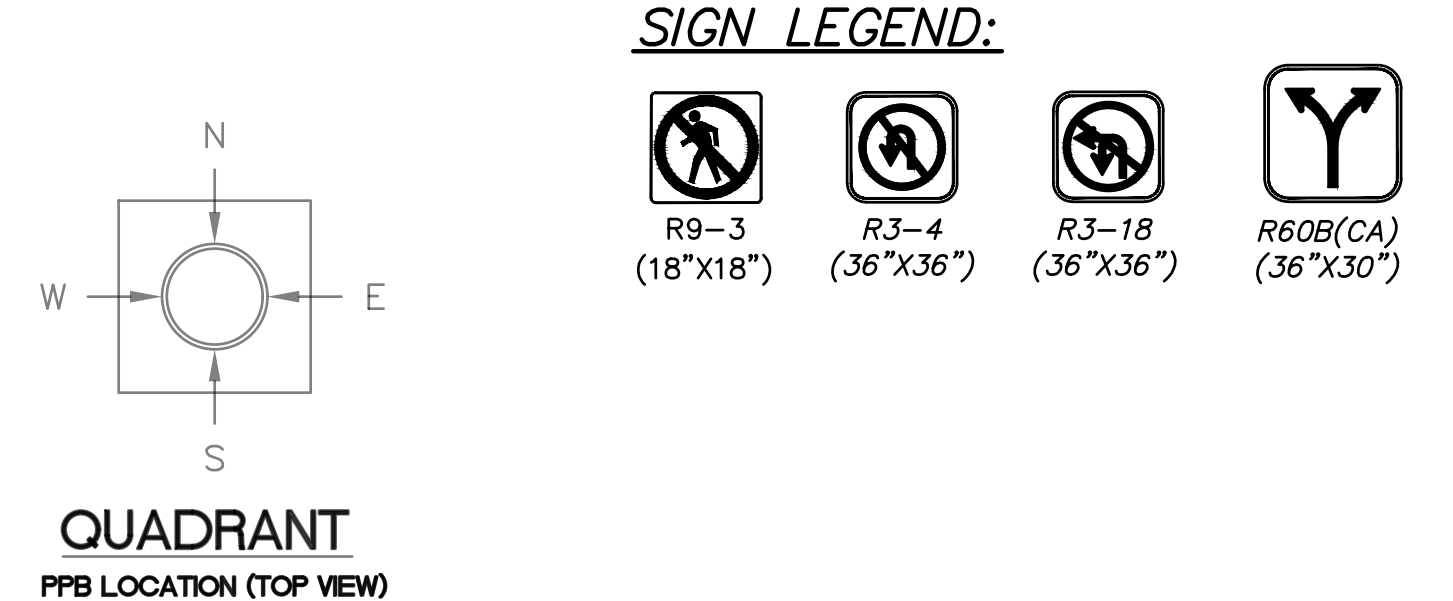 SIGN LEGEND:
R9-3
(18"X18")
R3-4
(36"X36")
R3-18
(36"X36")
R60B(CA)
(36"X30")
N
W
E
S
QUADRANT
PPB LOCATION (TOP VIEW)